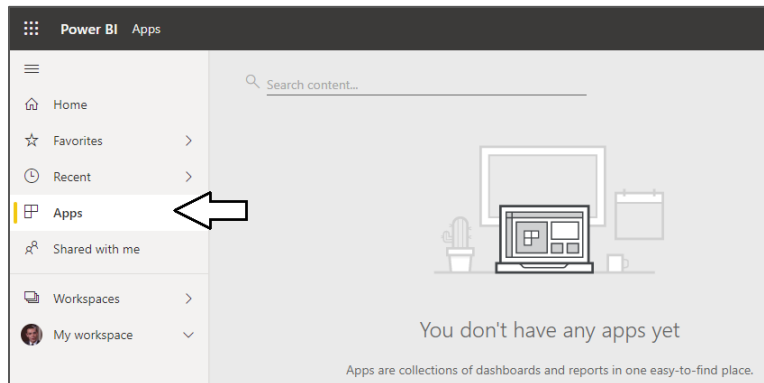 Power BI Apps
Search content...
Home
Favorites
Recent
Apps
Shared with me
Workspaces
My workspace
You don't have any apps yet
Apps are collections of dashboards and reports in one easy-to-find place.